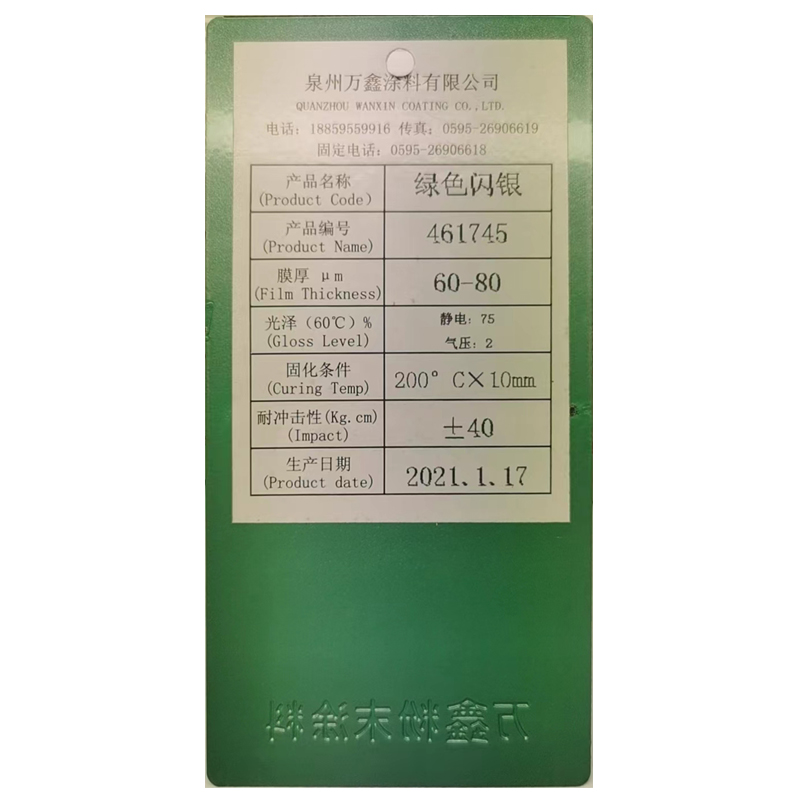 泉州万鑫涂料有限公司
QUANZHOU WANXIN COATING CO.,LTD.
电话：18859559916 传真：0595-26906619
固定电话：0595-26906618
产品名称
(Product Code)
绿色闪银
产品编号
(Product Name)
461745
膜厚 μm
(Film Thickness)
60-80
光泽（60℃）%
(Gloss Level)
静电：75
气压：2
固化条件
(Curing Temp)
200° C×10mm
耐冲击性(Kg.cm)
(Impact)
±40
生产日期
(Product date)
2021.1.17
万鑫粉末涂料